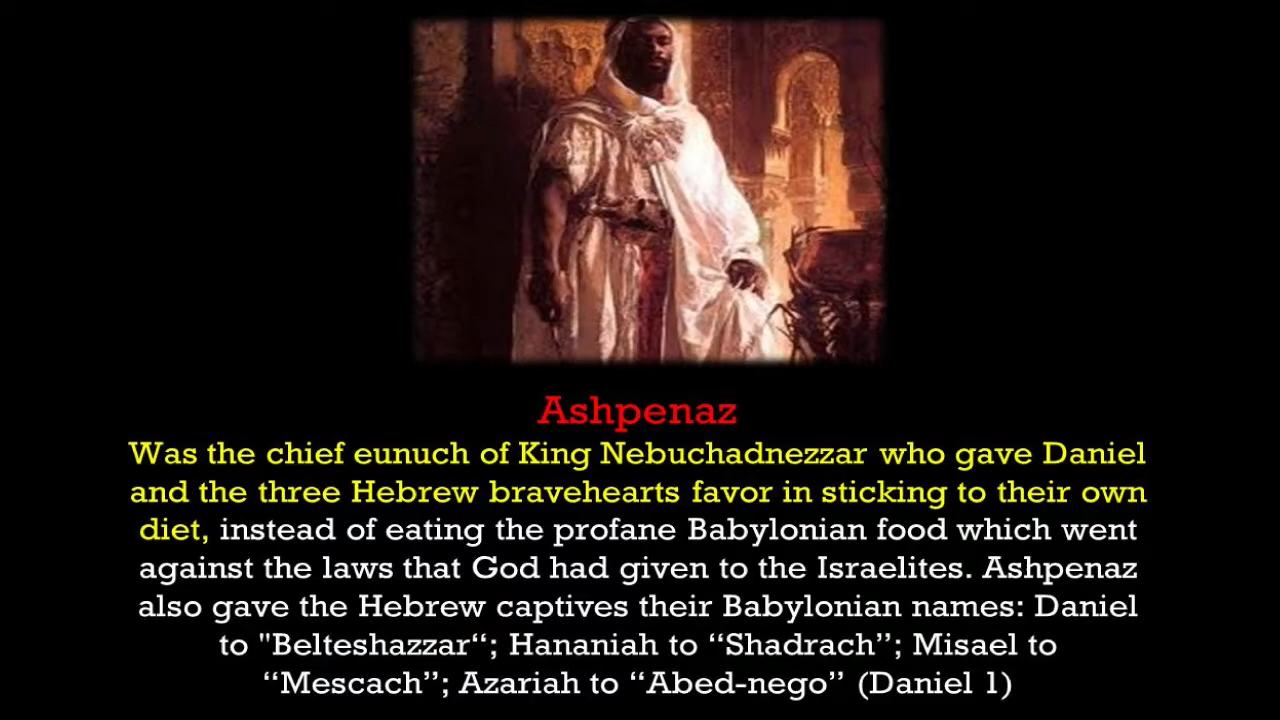 Ashpenaz
Was the chief eunuch of King Nebuchadnezzar who gave Daniel
and the three Hebrew bravehearts favor in sticking to their own
diet, instead of eating the profane Babylonian food which went
against the laws that God had given to the Israelites. Ashpenaz
also gave the Hebrew captives their Babylonian names: Daniel
to "Belteshazzar“; Hananiah to “Shadrach”; Misael to
“Mescach”; Azariah to “Abed-nego” (Daniel 1)